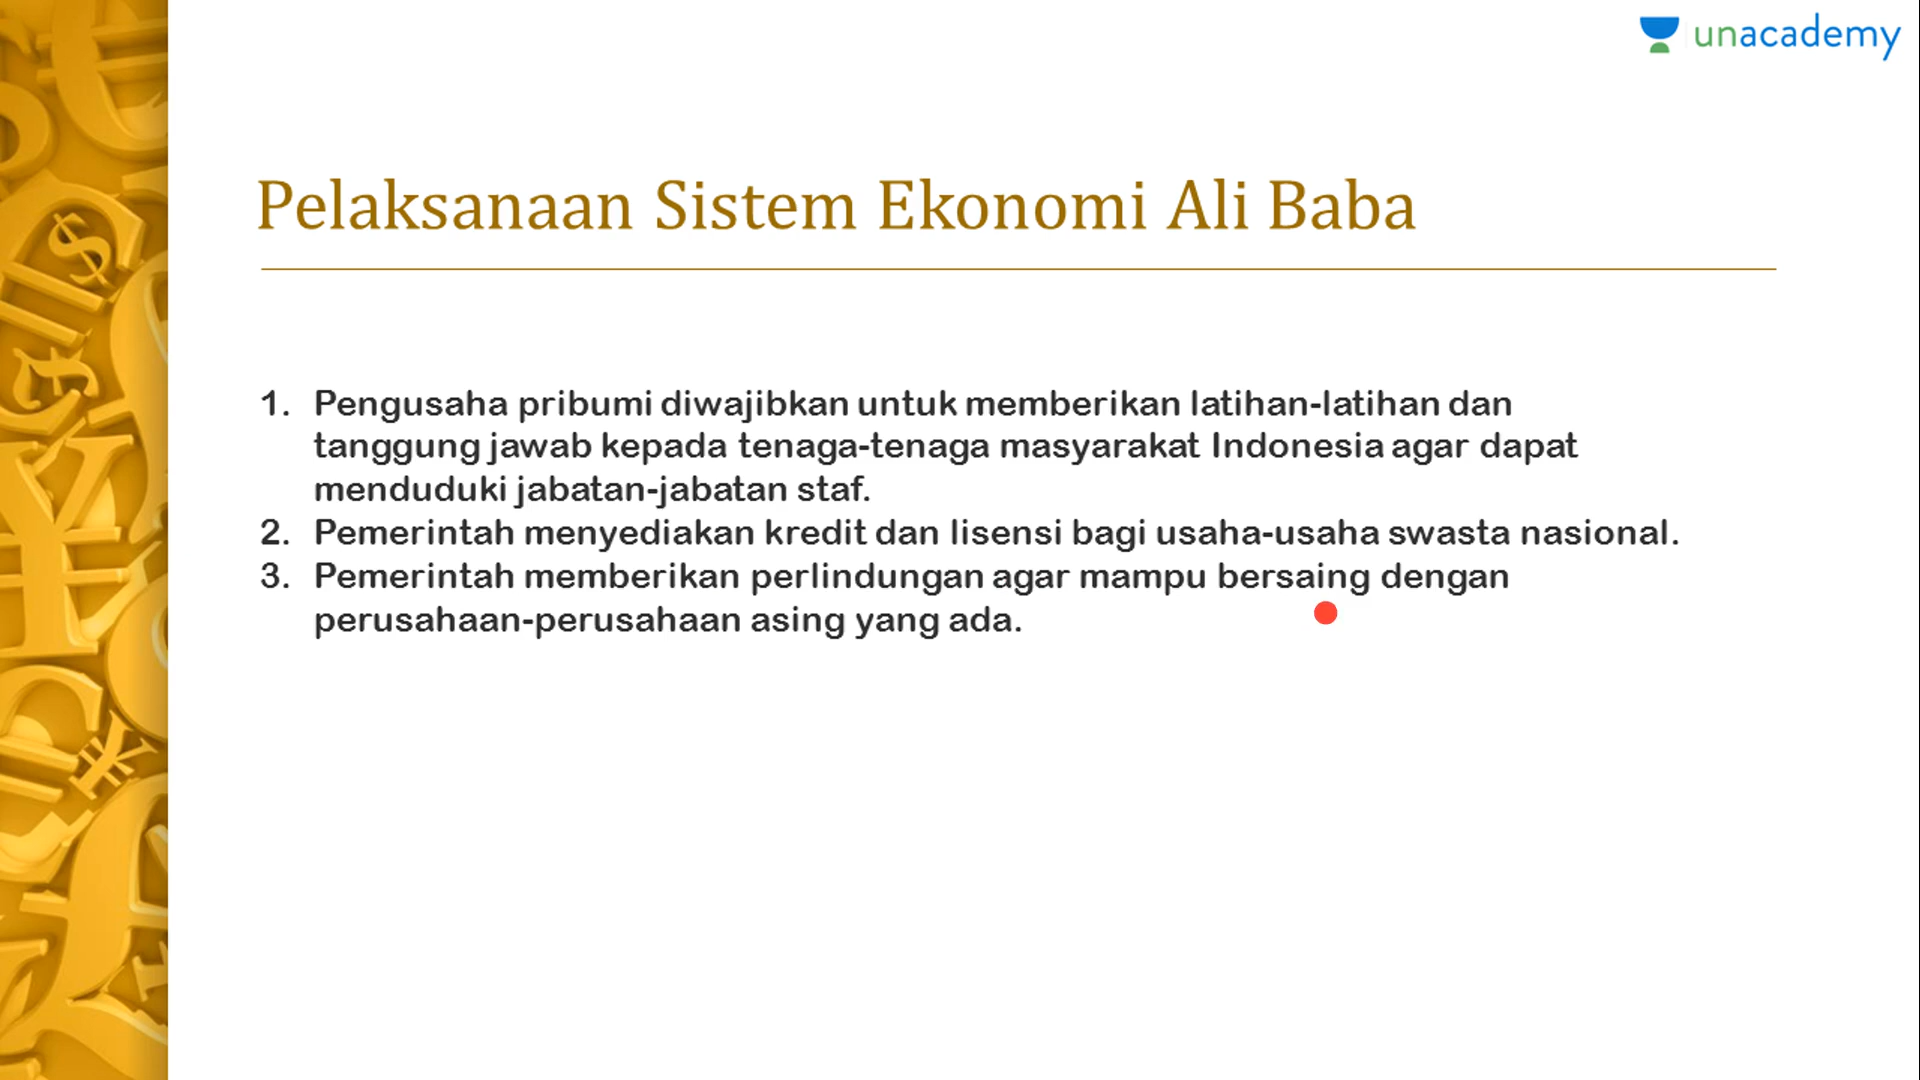 unacademy
Pelaksanaan Sistem Ekonomi Ali Baba
1. Pengusaha pribumi diwajibkan untuk memberikan latihan-latihan dan
tanggung jawab kepada tenaga-tenaga masyarakat Indonesia agar dapat
menduduki jabatan-jabatan staf.
2. Pemerintah menyediakan kredit dan lisensi bagi usaha-usaha swasta nasional.
3. Pemerintah memberikan perlindungan agar mampu bersaing dengan
perusahaan-perusahaan asing yang ada.